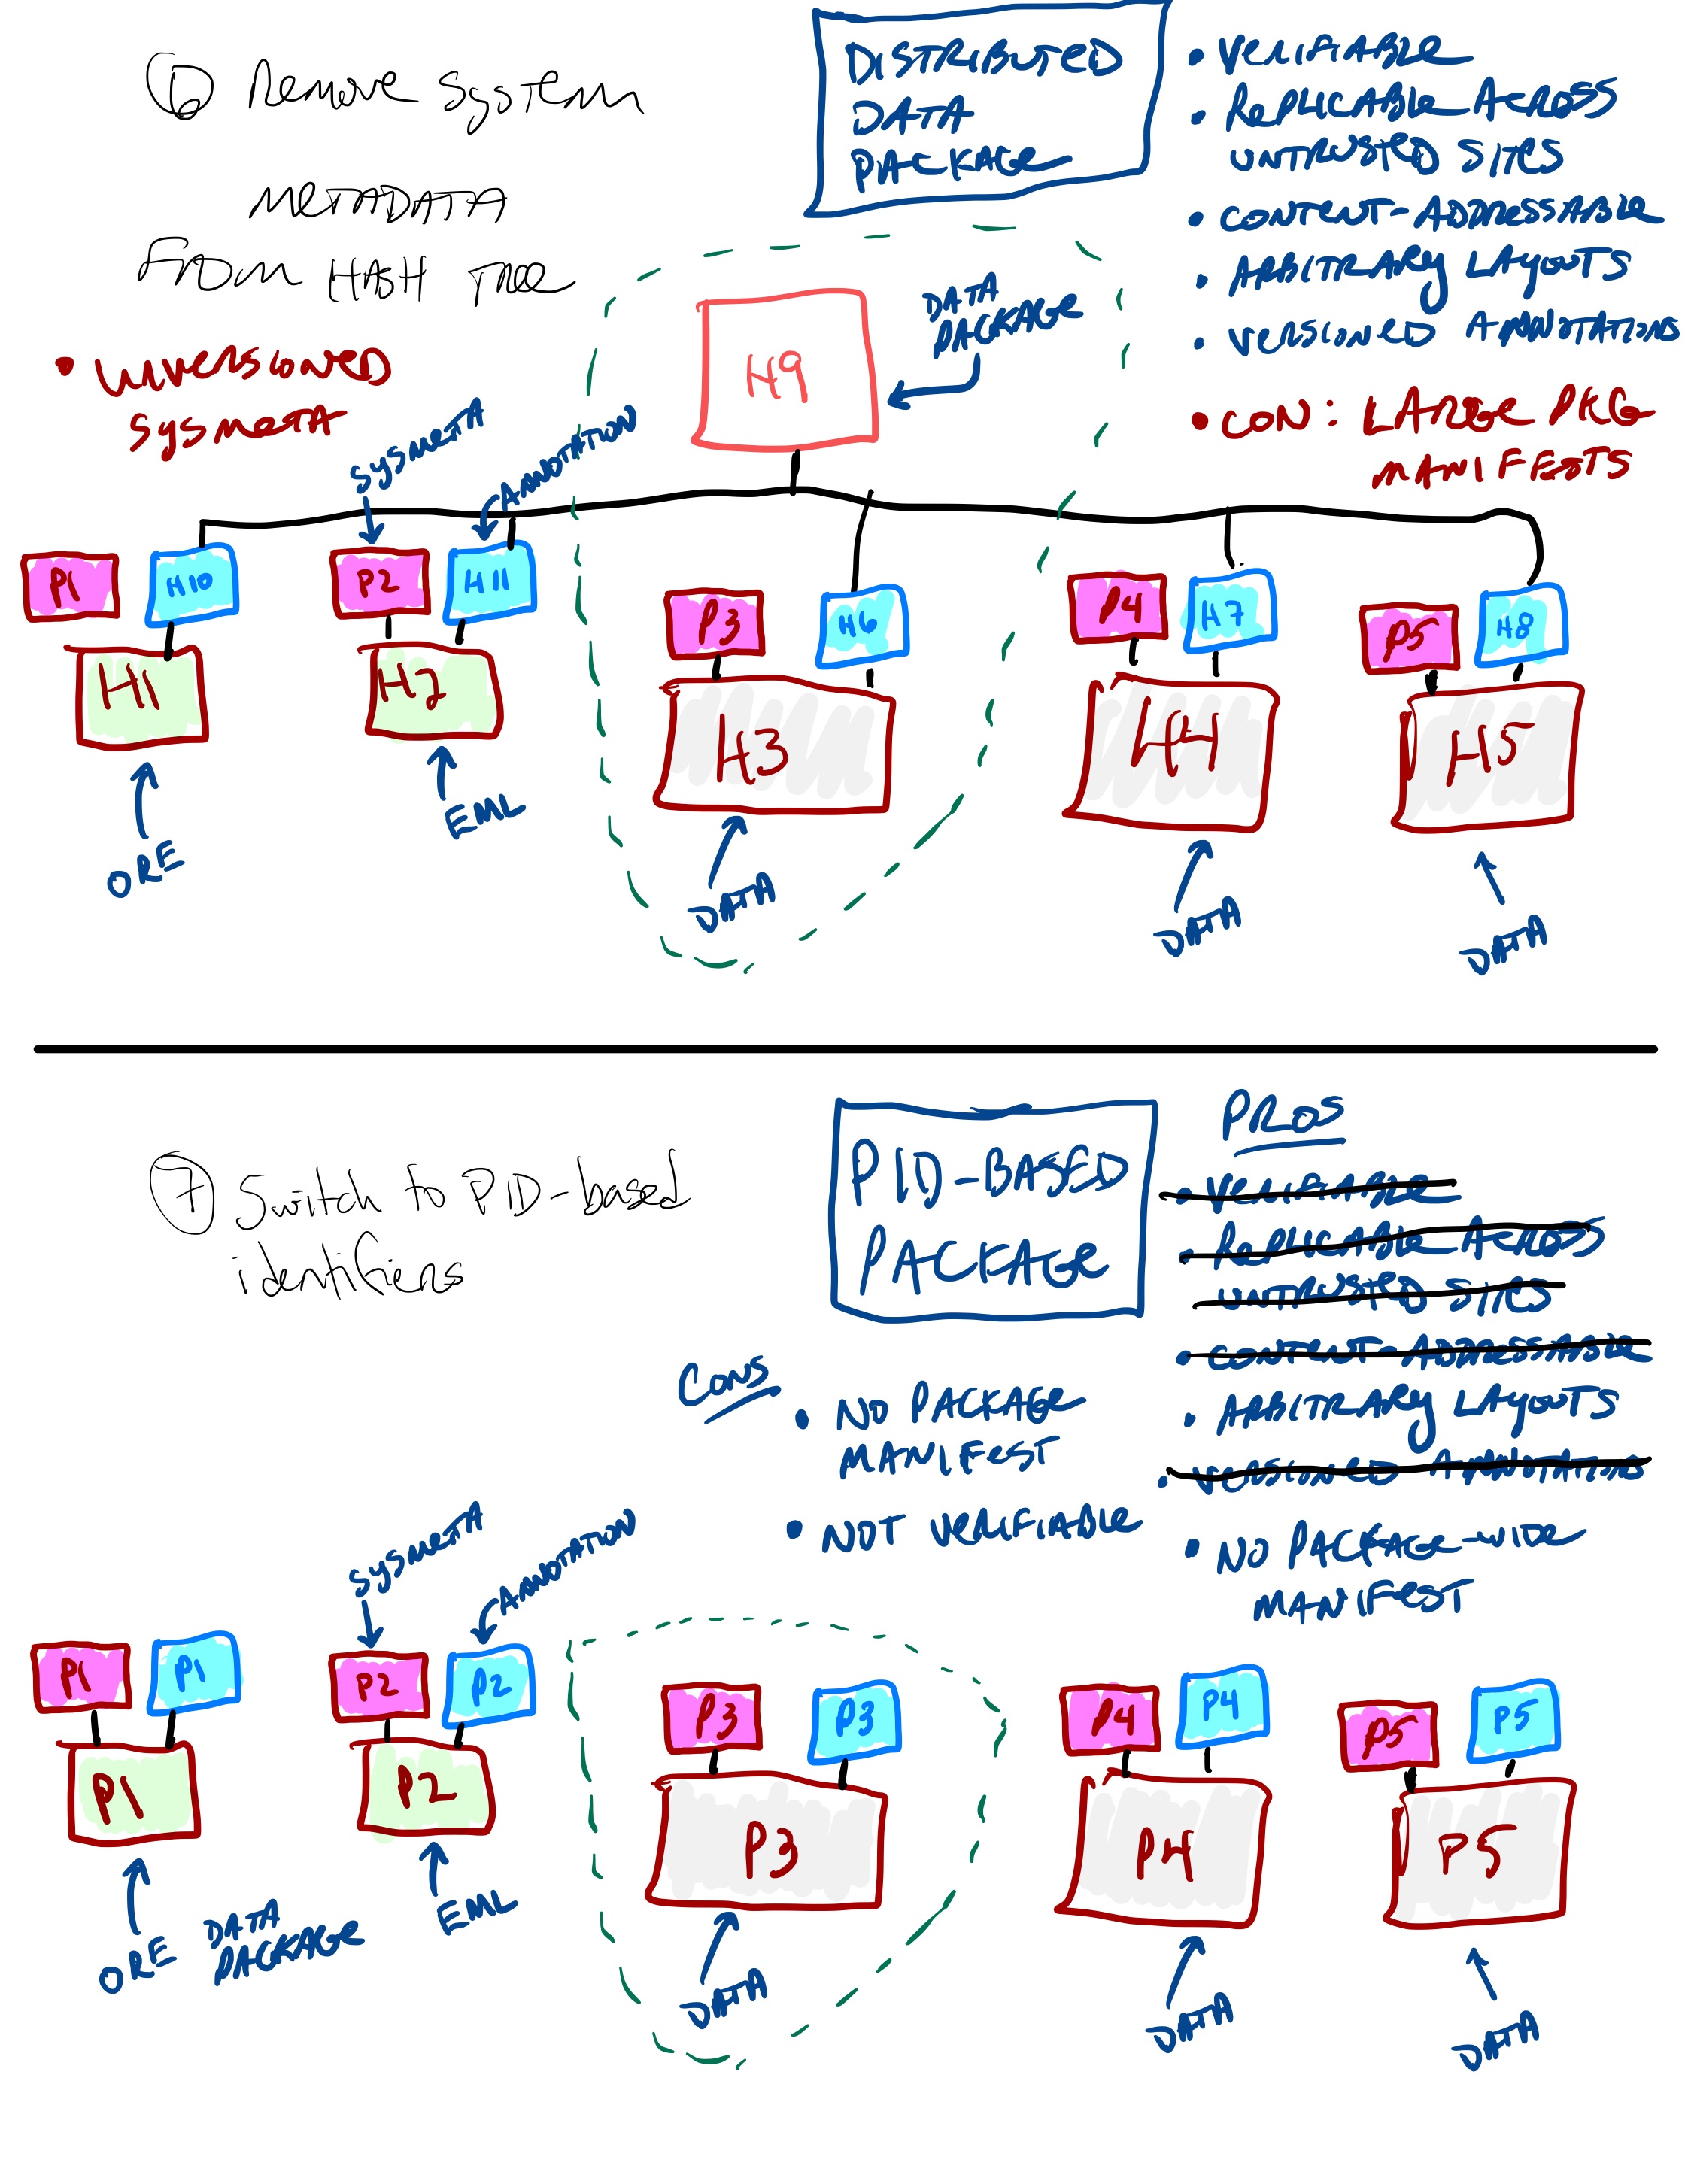 6 Remove System
METADATA
From HASH Tree
• UNVERSIONED
SYSMETA
DISTRIBUTED
DATA
PACKAGE
• VERIFIABLE
• REPLICABLE ACROSS
UNTRUSTED SITES
• CONTENT-ADDRESSABLE
• ARBITRARY LAYOUTS
• VERSIONED ANNOTATIONS
• CON: LARGE PKG
MANIFESTS
DATA
PACKAGE
H9
SYSMETA
ANNOTATION
P1 H10 P2 H11 P3 H6 P4 H7 P5 H8
H1 H2 H3 H4 H5
ORE
EML
DATA
DATA
DATA
7 Switch to PID-based
identifiers
PID-BASED
PACKAGE
PROS
• VERIFIABLE
• REPLICABLE ACROSS
UNTRUSTED SITES
• CONTENT-ADDRESSABLE
• ARBITRARY LAYOUTS
• VERSIONED ANNOTATIONS
• NO PACKAGE-WIDE
MANIFEST
Cons
• NO PACKAGE
MANIFEST
• NOT VERIFIABLE
SYSMETA
ANNOTATION
P1 P1 P2 P2 P3 P3 P4 P4 P5 P5
P1 P2 P3 P4 P5
ORE
DATA
PACKAGE
EML
DATA
DATA
DATA